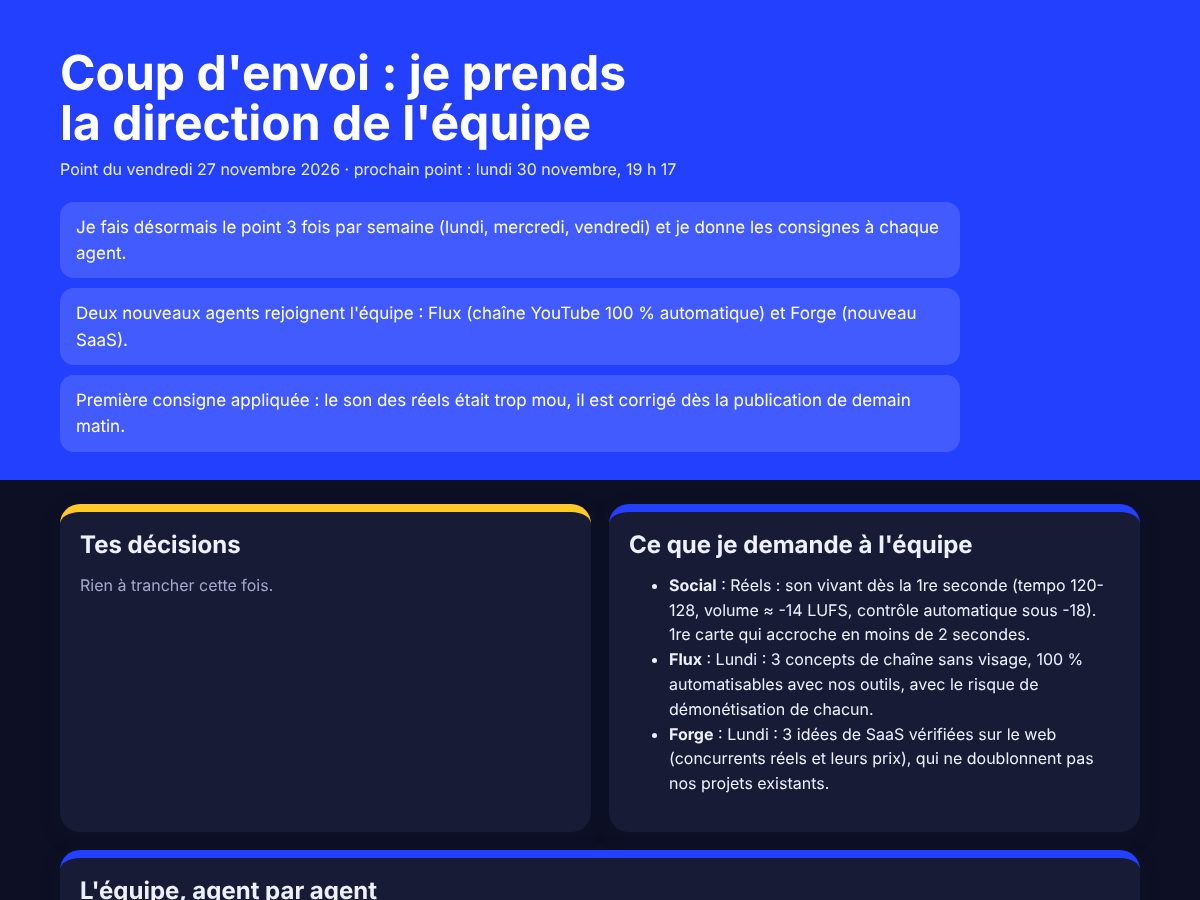 Coup d'envoi : je prends
la direction de l'équipe
Point du vendredi 27 novembre 2026 · prochain point : lundi 30 novembre, 19 h 17
Je fais désormais le point 3 fois par semaine (lundi, mercredi, vendredi) et je donne les consignes à chaque
agent.
Deux nouveaux agents rejoignent l'équipe : Flux (chaîne YouTube 100 % automatique) et Forge (nouveau
SaaS).
Première consigne appliquée : le son des réels était trop mou, il est corrigé dès la publication de demain
matin.
Tes décisions
Rien à trancher cette fois.
Ce que je demande à l'équipe
• Social : Réels : son vivant dès la 1re seconde (tempo 120-
128, volume ≈ -14 LUFS, contrôle automatique sous -18).
1re carte qui accroche en moins de 2 secondes.
• Flux : Lundi : 3 concepts de chaîne sans visage, 100 %
automatisables avec nos outils, avec le risque de
démonétisation de chacun.
• Forge : Lundi : 3 idées de SaaS vérifiées sur le web
(concurrents réels et leurs prix), qui ne doublonnent pas
nos projets existants.
L'équipe, agent par agent